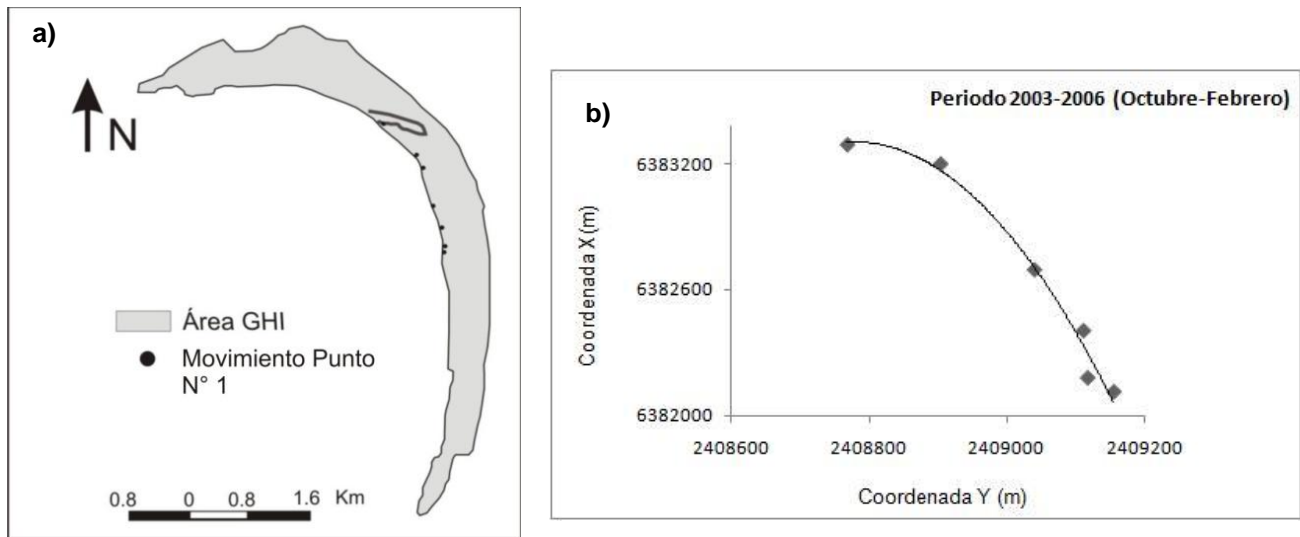 a)
N
Área GHI
Movimiento Punto
N° 1
0.8 0 0.8 1.6 Km
b)
Periodo 2003-2006 (Octubre-Febrero)
Coordenada X (m)
6383200
6382600
6382000
2408600 2408800 2409000 2409200
Coordenada Y (m)